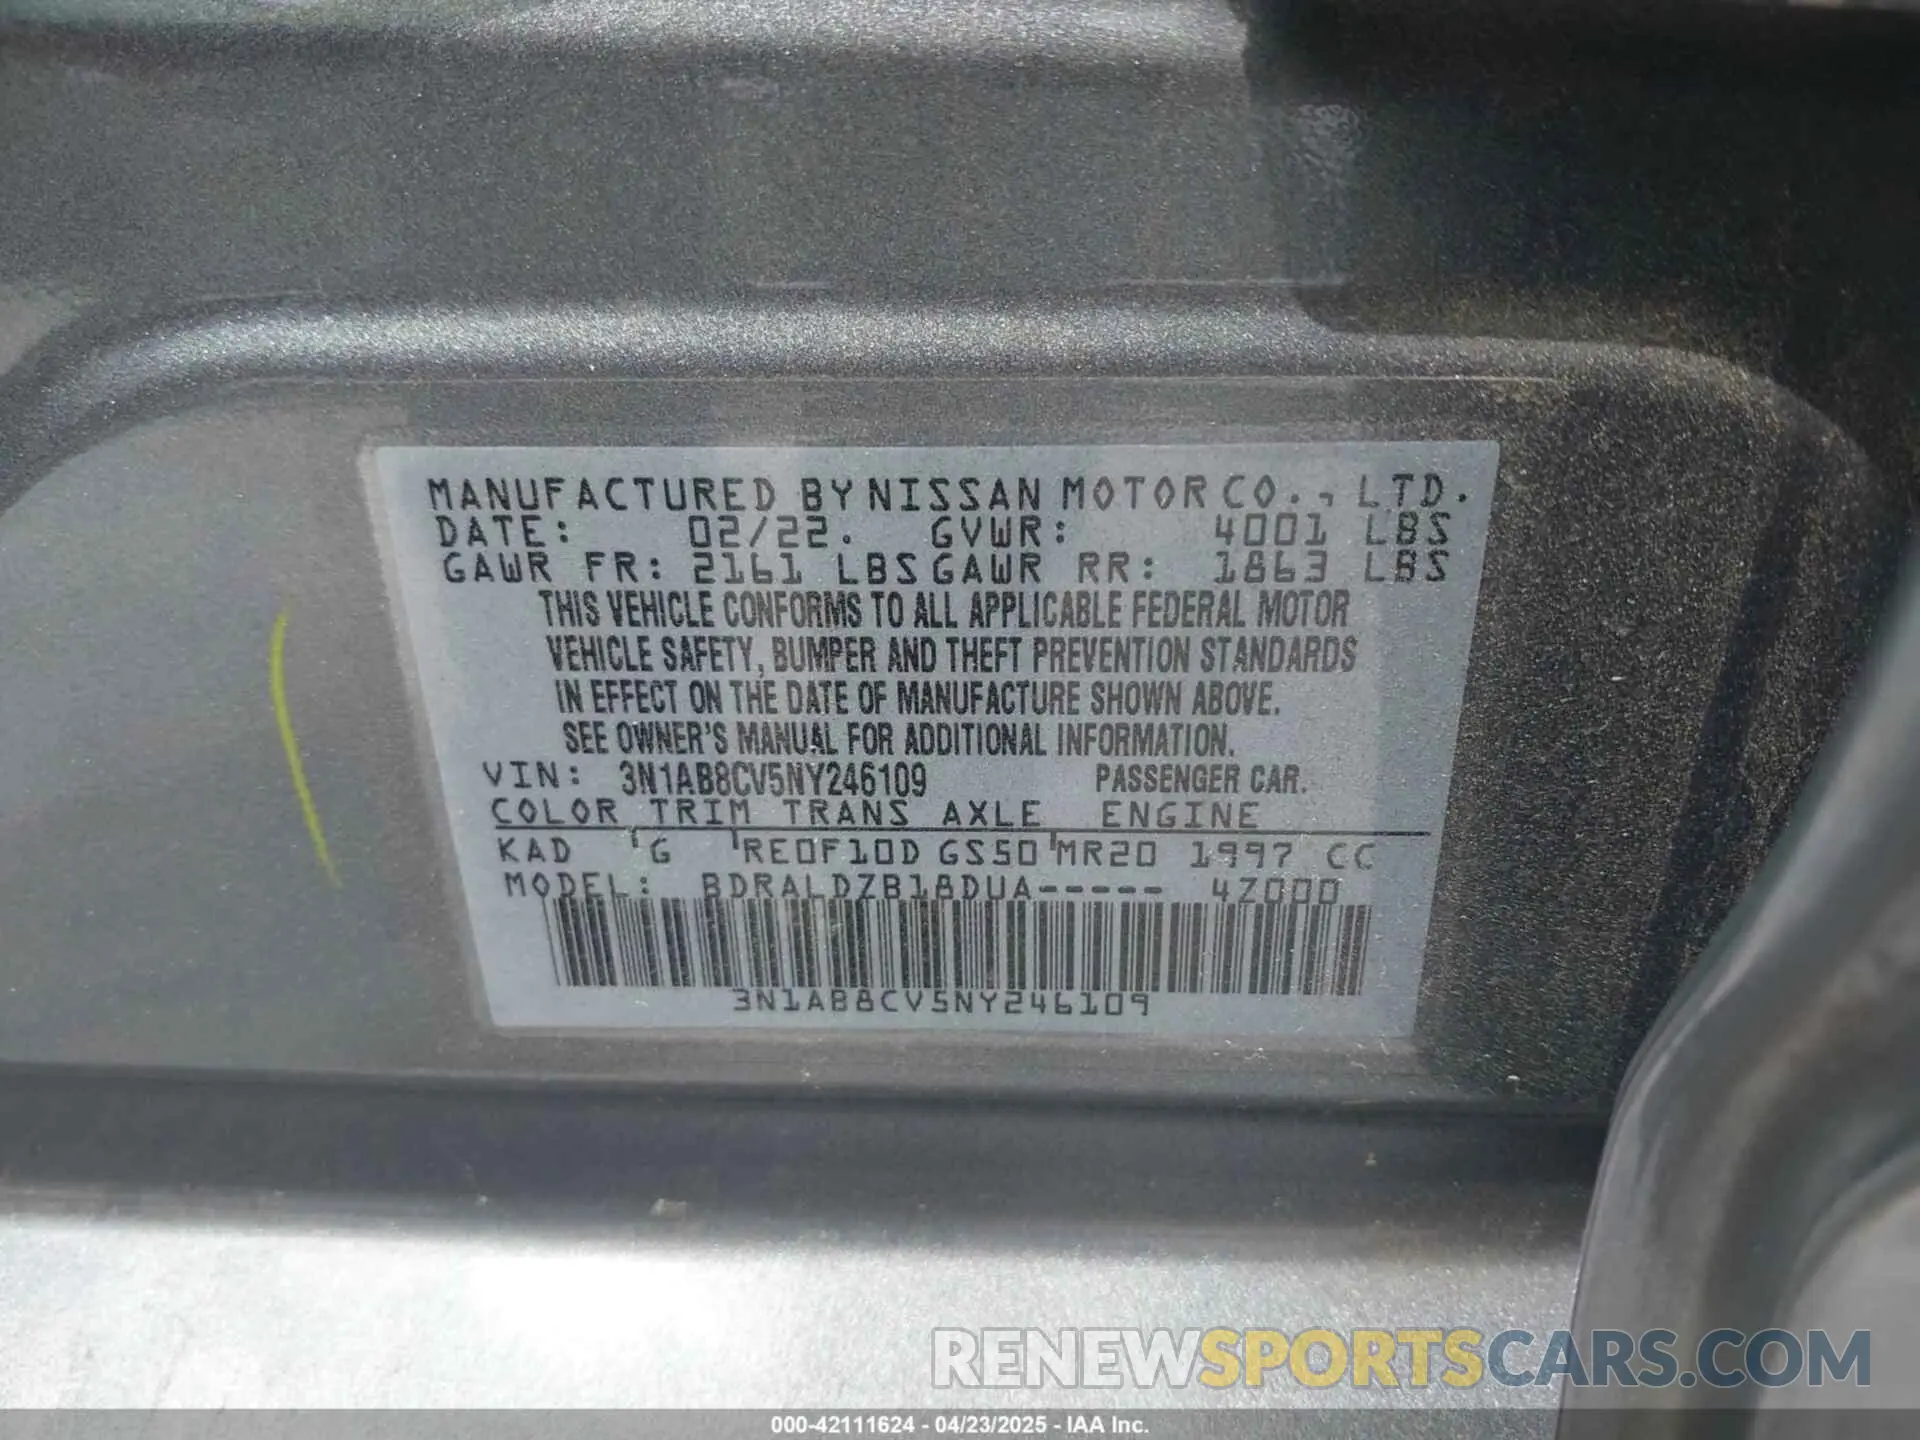 MANUFACTURED BY NISSAN MOTOR CO., LTD.
DATE: 02/22. GVWR: 4001 LBS
GAWR FR: 2161 LBS GAWR RR: 1863 LBS
THIS VEHICLE CONFORMS TO ALL APPLICABLE FEDERAL MOTOR
VEHICLE SAFETY, BUMPER AND THEFT PREVENTION STANDARDS
IN EFFECT ON THE DATE OF MANUFACTURE SHOWN ABOVE.
SEE OWNER'S MANUAL FOR ADDITIONAL INFORMATION.
VIN: 3N1AB8CV5NY246109 PASSENGER CAR.
COLOR TRIM TRANS AXLE ENGINE
KAD G RE0F10D GS50 MR20 1997 CC
MODEL: BDRALDZB18DUA----- 4Z000
3N1AB8CV5NY246109
RENEWSPORTSCARS.COM
000-42111624 - 04/23/2025 - IAA Inc.